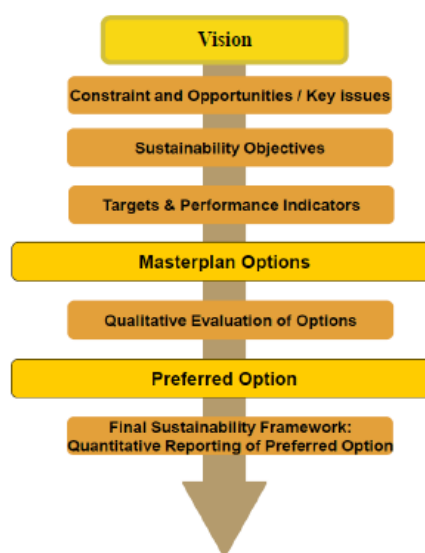 Vision
Constraint and Opportunities / Key Issues
Sustainability Objectives
Targets & Performance Indicators
Masterplan Options
Qualitative Evaluation of Options
Preferred Option
Final Sustainability Framework:
Quantitative Reporting of Preferred Option